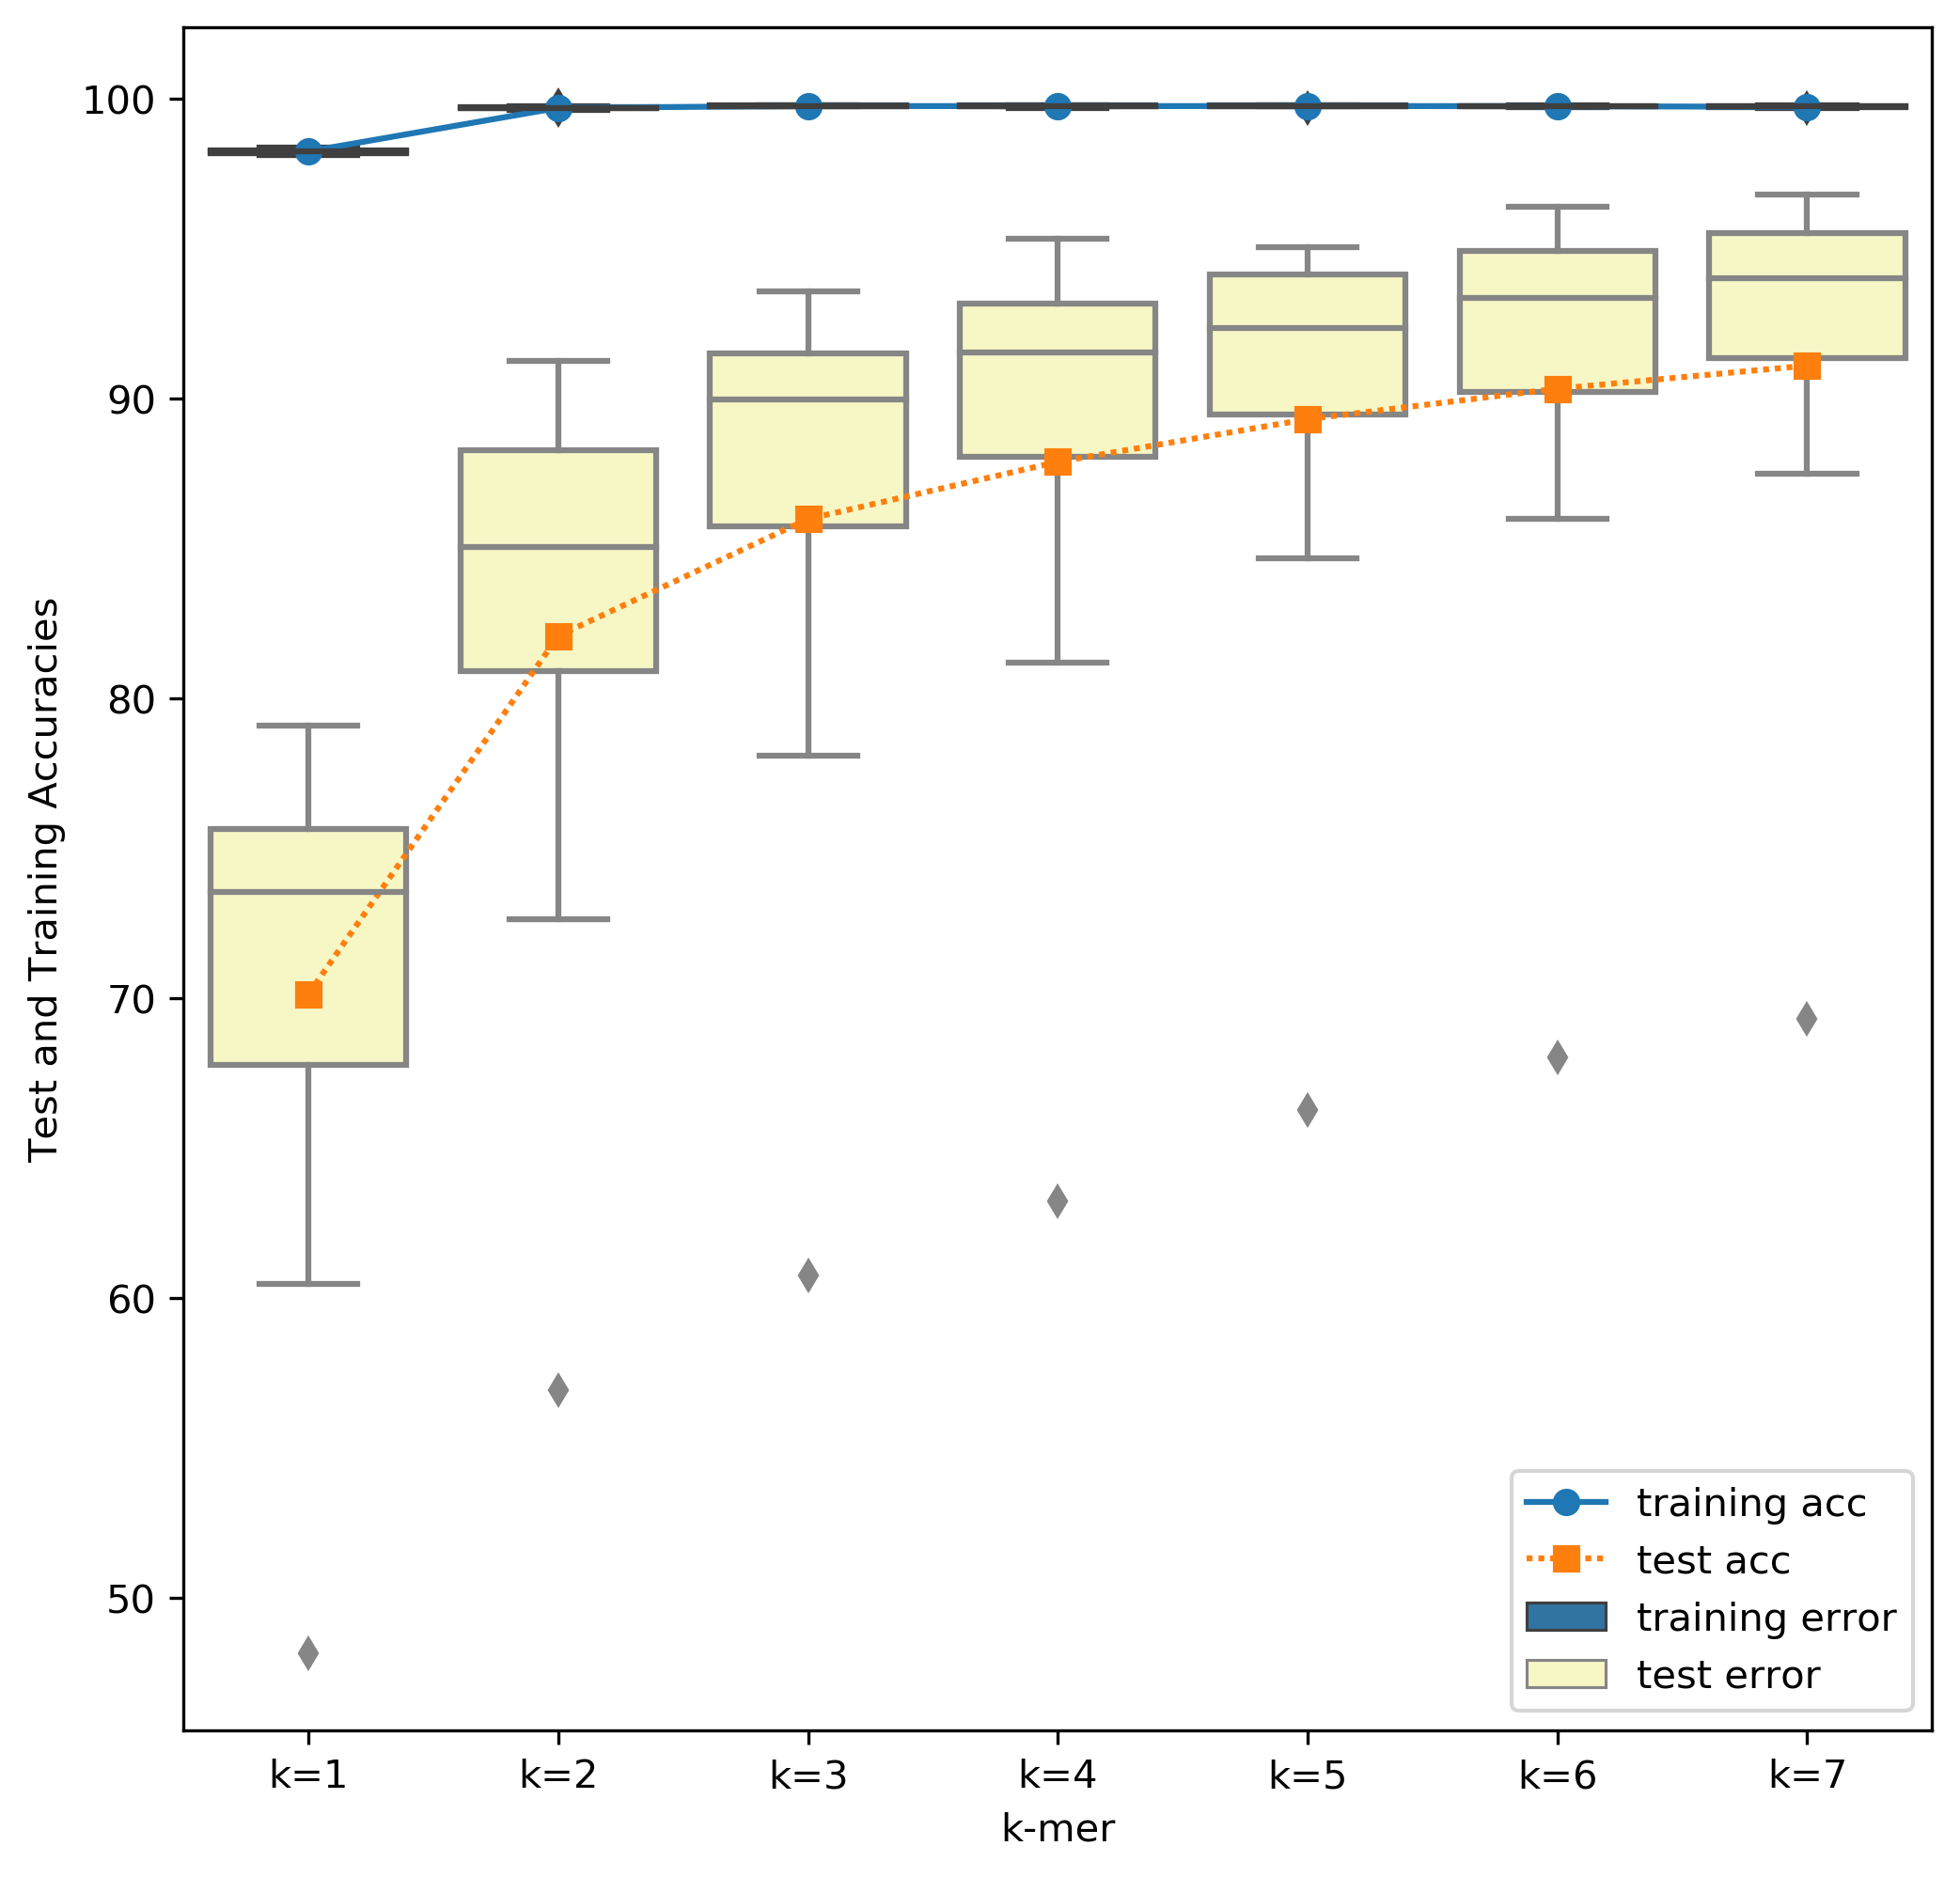 Test and Training Accuracies
100
90
80
70
60
50
training acc
test acc
training error
test error
k=1 k=2 k=3 k=4 k=5 k=6 k=7
k-mer